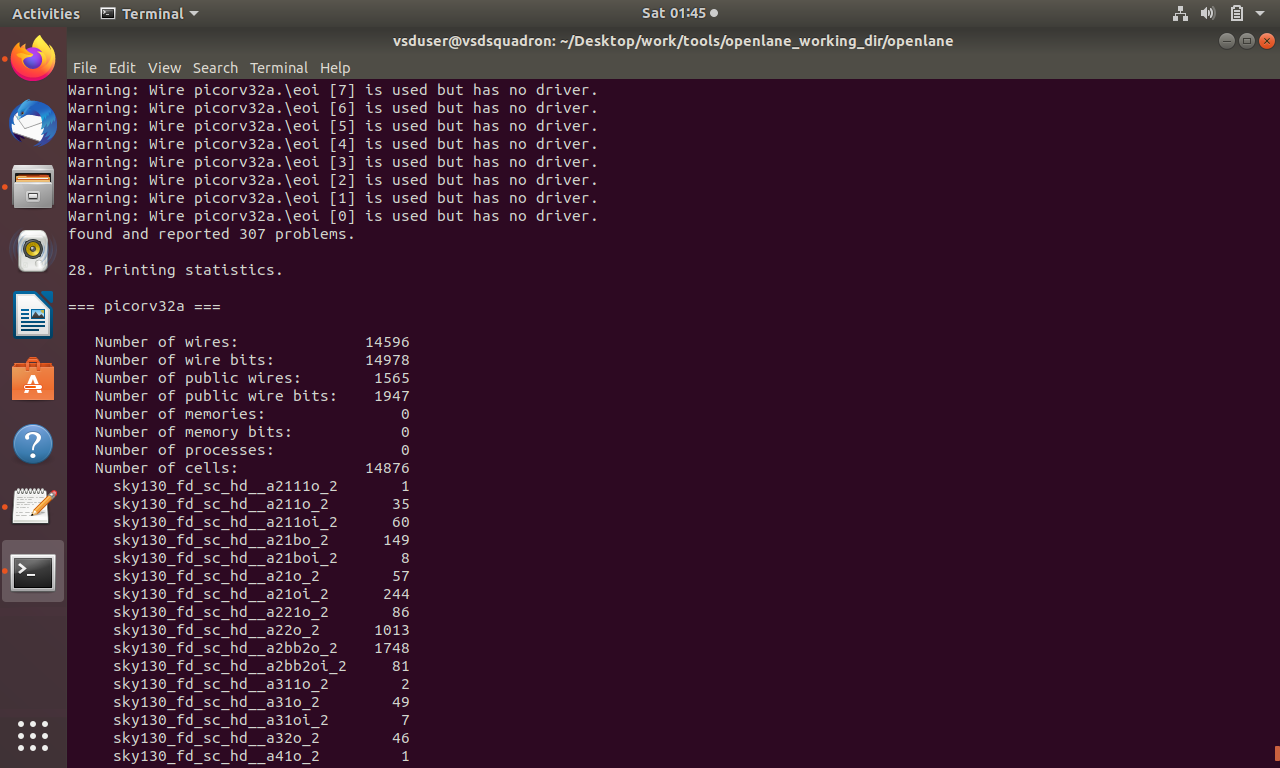 Activities Terminal Sat 01:45
vsduser@vsdsquadron: ~/Desktop/work/tools/openlane_working_dir/openlane
File Edit View Search Terminal Help
Warning: Wire picorv32a.\eoi [7] is used but has no driver.
Warning: Wire picorv32a.\eoi [6] is used but has no driver.
Warning: Wire picorv32a.\eoi [5] is used but has no driver.
Warning: Wire picorv32a.\eoi [4] is used but has no driver.
Warning: Wire picorv32a.\eoi [3] is used but has no driver.
Warning: Wire picorv32a.\eoi [2] is used but has no driver.
Warning: Wire picorv32a.\eoi [1] is used but has no driver.
Warning: Wire picorv32a.\eoi [0] is used but has no driver.
found and reported 307 problems.
28. Printing statistics.
=== picorv32a ===
Number of wires: 14596
Number of wire bits: 14978
Number of public wires: 1565
Number of public wire bits: 1947
Number of memories: 0
Number of memory bits: 0
Number of processes: 0
Number of cells: 14876
sky130_fd_sc_hd__a2111o_2 1
sky130_fd_sc_hd__a211o_2 35
sky130_fd_sc_hd__a211oi_2 60
sky130_fd_sc_hd__a21bo_2 149
sky130_fd_sc_hd__a21boi_2 8
sky130_fd_sc_hd__a21o_2 57
sky130_fd_sc_hd__a21oi_2 244
sky130_fd_sc_hd__a221o_2 86
sky130_fd_sc_hd__a22o_2 1013
sky130_fd_sc_hd__a2bb2o_2 1748
sky130_fd_sc_hd__a2bb2oi_2 81
sky130_fd_sc_hd__a311o_2 2
sky130_fd_sc_hd__a31o_2 49
sky130_fd_sc_hd__a31oi_2 7
sky130_fd_sc_hd__a32o_2 46
sky130_fd_sc_hd__a41o_2 1